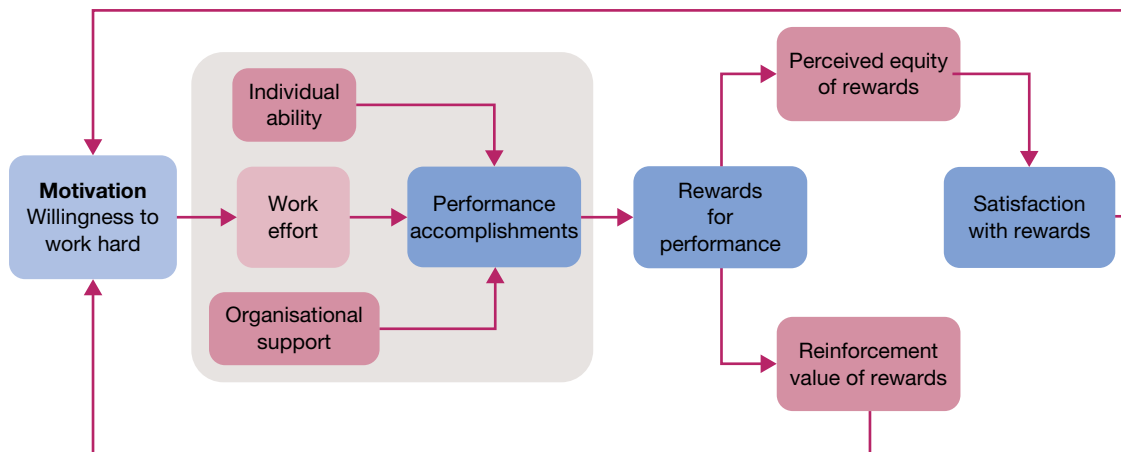 Perceived equity
of rewards
Individual
ability
Motivation
Willingness to
work hard
Work
effort
Performance
accomplishments
Rewards
for
performance
Satisfaction
with rewards
Organisational
support
Reinforcement
value of rewards